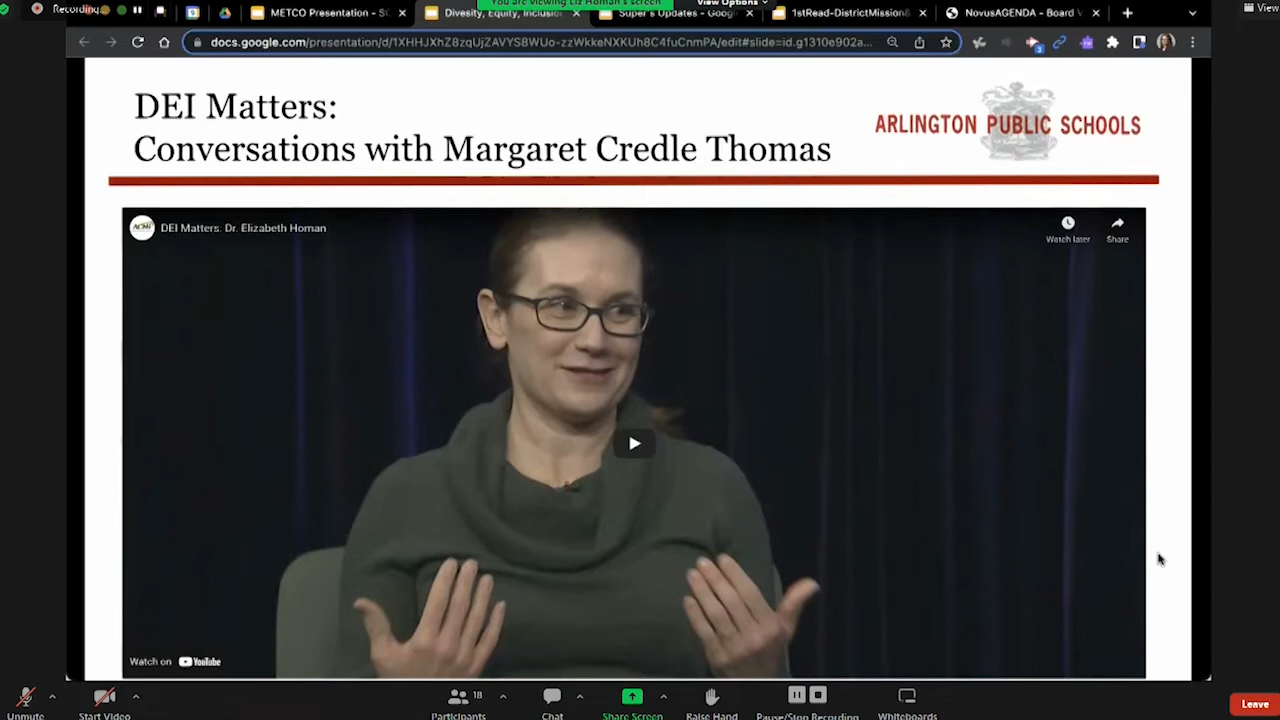 Recording...
You are viewing Liz Homan's screen
View Options
View
METCO Presentation - SC
Diversity, Equity, Inclusion
Super's Updates - Googl
1stRead-DistrictMission&
NovusAGENDA - Board V
docs.google.com/presentation/d/1XHHJXhZ8zqUjZAVYS8WUo-zzWkkeNXKUh8C4fuCnmPA/edit#slide=id.g1310e902a...
DEI Matters:
Conversations with Margaret Credle Thomas
ARLINGTON PUBLIC SCHOOLS
ACMi
DEI Matters: Dr. Elizabeth Homan
Watch later
Share
Watch on YouTube
18
Unmute
Start Video
Participants
Chat
Share Screen
Raise Hand
Pause/Stop Recording
Whiteboards
Leave